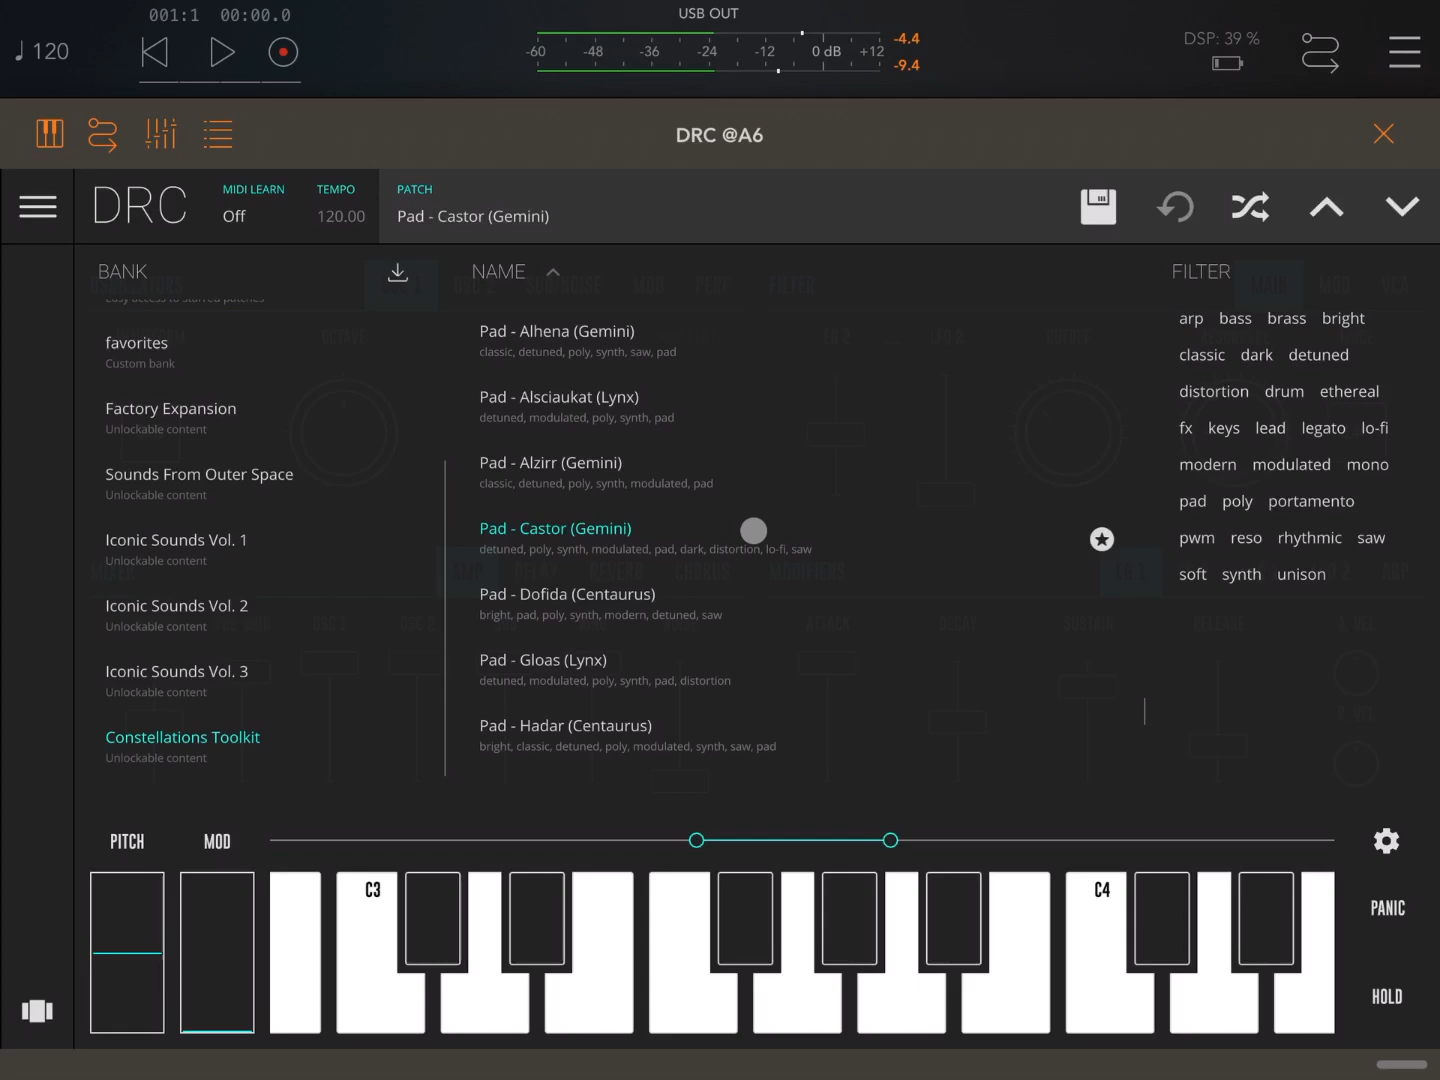 001:1 00:00.0
USB OUT
♩ 120
-60 -48 -36 -24 -12 0 dB +12
-4.4
-9.4
DSP: 39 %
DRC @A6
DRC
MIDI LEARN
Off
TEMPO
120.00
PATCH
Pad - Castor (Gemini)
BANK
NAME
FILTER
Easy access to starred patches
favorites
Custom bank
Factory Expansion
Unlockable content
Sounds From Outer Space
Unlockable content
Iconic Sounds Vol. 1
Unlockable content
Iconic Sounds Vol. 2
Unlockable content
Iconic Sounds Vol. 3
Unlockable content
Constellations Toolkit
Unlockable content
Pad - Alhena (Gemini)
classic, detuned, poly, synth, saw, pad
Pad - Alsciaukat (Lynx)
detuned, modulated, poly, synth, pad
Pad - Alzirr (Gemini)
classic, detuned, poly, synth, modulated, pad
Pad - Castor (Gemini)
detuned, poly, synth, modulated, pad, dark, distortion, lo-fi, saw
Pad - Dofida (Centaurus)
bright, pad, poly, synth, modern, detuned, saw
Pad - Gloas (Lynx)
detuned, modulated, poly, synth, pad, distortion
Pad - Hadar (Centaurus)
bright, classic, detuned, poly, modulated, synth, saw, pad
arp bass brass bright
classic dark detuned
distortion drum ethereal
fx keys lead legato lo-fi
modern modulated mono
pad poly portamento
pwm reso rhythmic saw
soft synth unison
PITCH MOD
C3
C4
PANIC
HOLD